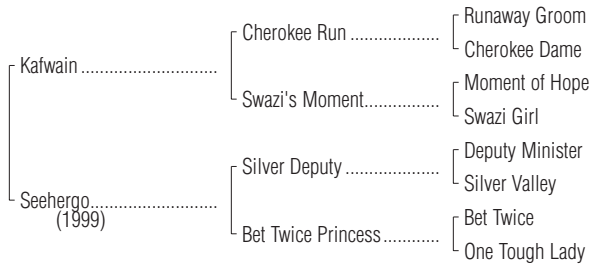 Runaway Groom
Cherokee Run ..................
Cherokee Dame
Kafwain ...........................
Moment of Hope
Swazi's Moment...............
Swazi Girl
Deputy Minister
Silver Deputy ...................
Silver Valley
Seehergo.........................
(1999)
Bet Twice
Bet Twice Princess...........
One Tough Lady